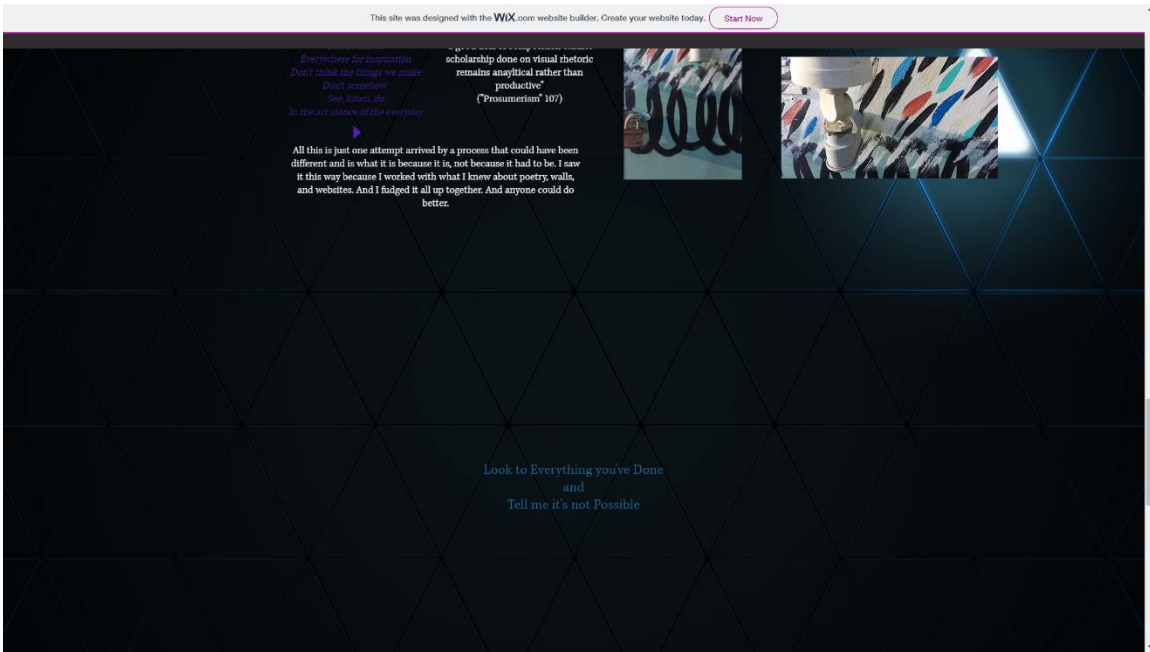 This site was designed with the WiX.com website builder. Create your website today.
Start Now
Everywhere for inspiration
Don't think the things we make
Don't somehow
See, listen, do
In the art stance of the everyday
scholarship done on visual rhetoric
remains anayltical rather than
productive"
("Prosumerism" 107)
All this is just one attempt arrived by a process that could have been
different and is what it is because it is, not because it had to be. I saw
it this way because I worked with what I knew about poetry, walls,
and websites. And I fudged it all up together. And anyone could do
better.
Look to Everything you've Done
and
Tell me it's not Possible